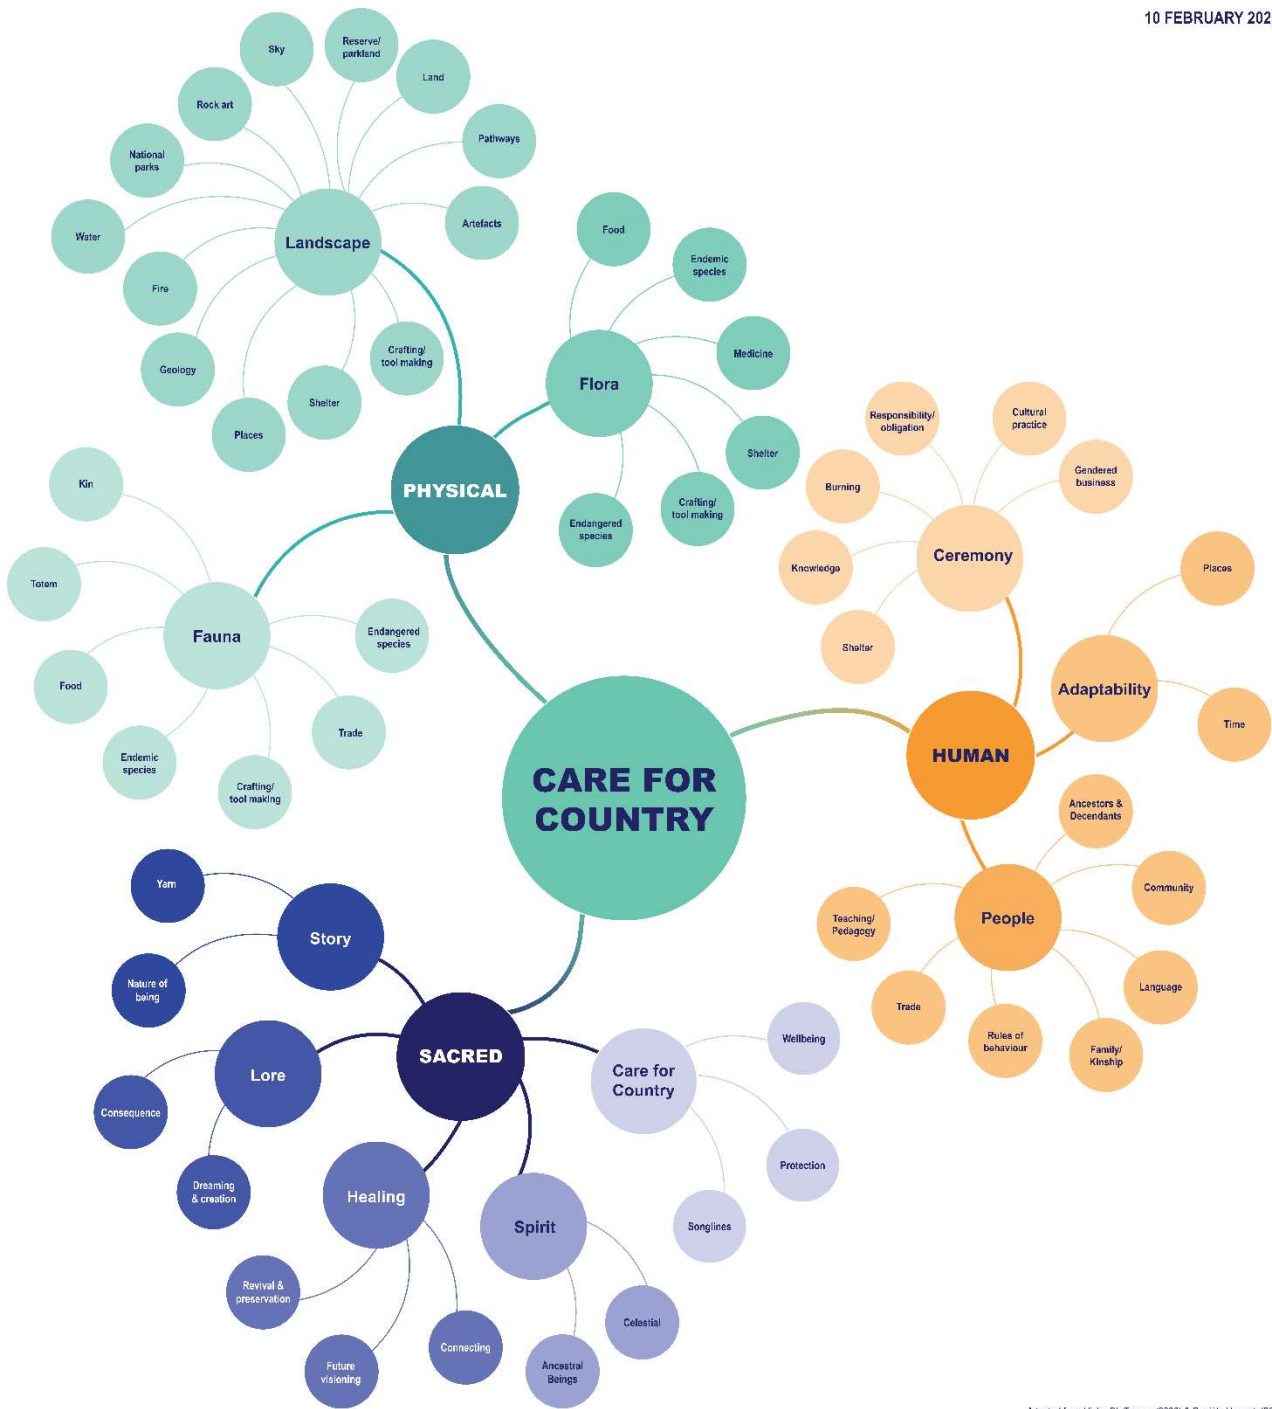 10 FEBRUARY 202
Sky
Reserve/
parkland
Land
Rock art
Pathways
National
parks
Artefacts
Water
Landscape
Fire
Geology
Crafting/
tool making
Shelter
Places
Food
Endemic
species
Medicine
Flora
Shelter
Crafting/
tool making
Endangered
species
PHYSICAL
Kin
Totem
Fauna
Endangered
species
Food
Trade
Endemic
species
Crafting/
tool making
Responsibility/
obligation
Cultural
practice
Gendered
business
Burning
Ceremony
Knowledge
Shelter
Places
Adaptability
Time
HUMAN
CARE FOR
COUNTRY
Ancestors &
Decendants
Community
People
Teaching/
Pedagogy
Language
Trade
Rules of
behaviour
Family/
Kinship
Yarn
Story
Nature of
being
SACRED
Lore
Consequence
Dreaming
& creation
Care for
Country
Wellbeing
Protection
Songlines
Healing
Revival &
preservation
Future
visioning
Connecting
Spirit
Celestial
Ancestral
Beings